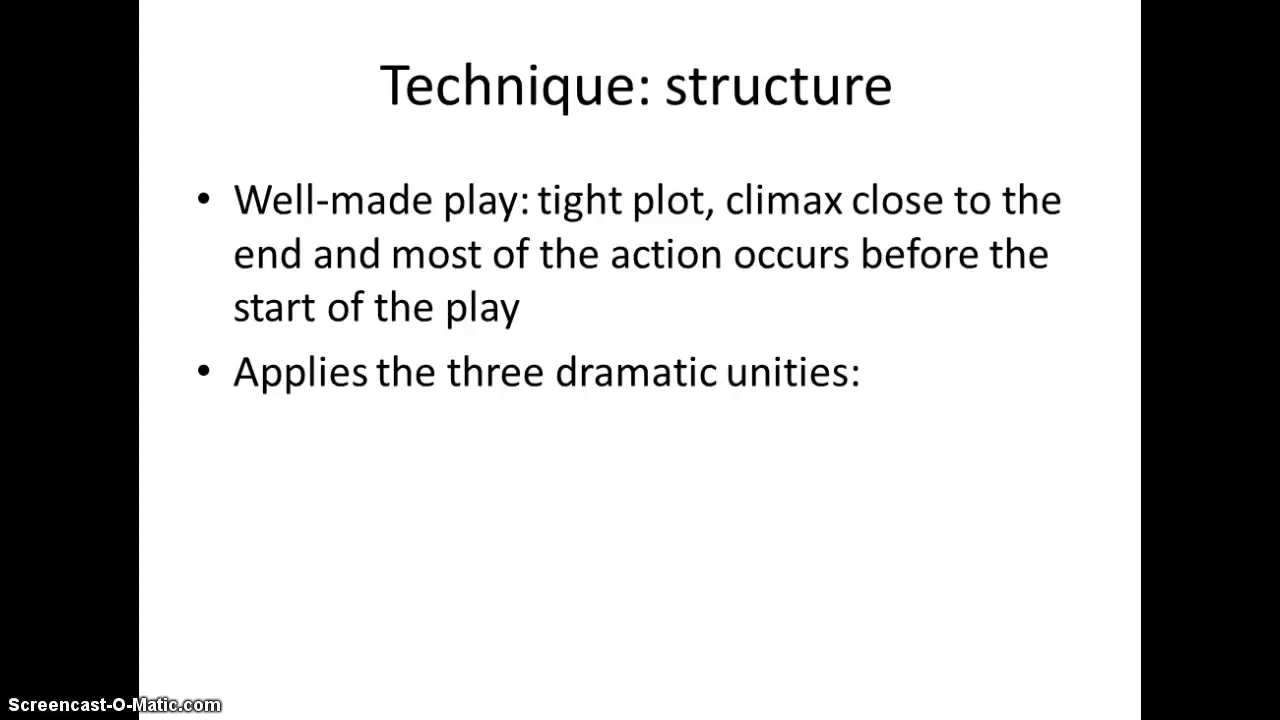 Technique: structure
• Well-made play: tight plot, climax close to the
end and most of the action occurs before the
start of the play
• Applies the three dramatic unities:
Screencast-O-Matic.com